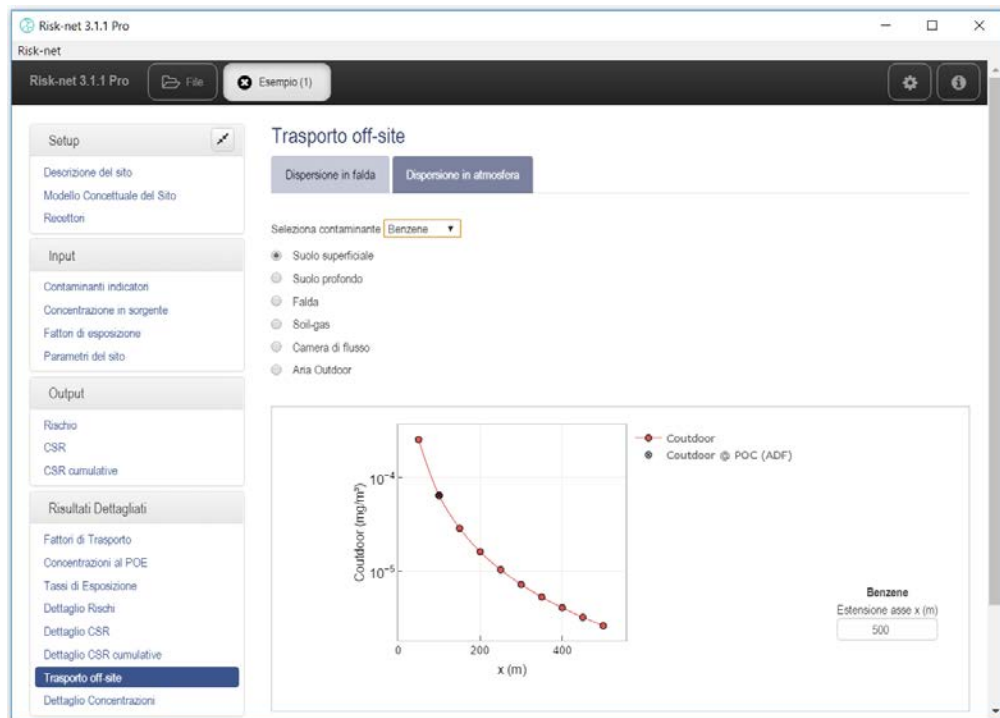 Risk-net 3.1.1 Pro
Risk-net
Risk-net 3.1.1 Pro
File
Esempio (1)
Setup
Descrizione del sito
Modello Concettuale del Sito
Recettori
Input
Contaminanti indicatori
Concentrazione in sorgente
Fattori di esposizione
Parametri del sito
Output
Rischio
CSR
CSR cumulative
Risultati Dettagliati
Fattori di Trasporto
Concentrazioni al POE
Tassi di Esposizione
Dettaglio Rischi
Dettaglio CSR
Dettaglio CSR cumulative
Trasporto off-site
Dettaglio Concentrazioni
Trasporto off-site
Dispersione in falda
Dispersione in atmosfera
Seleziona contaminante Benzene
Suolo superficiale
Suolo profondo
Falda
Soil-gas
Camera di flusso
Aria Outdoor
Coutdoor (mg/m³)
10⁻⁴
10⁻⁵
0 200 400
x (m)
Coutdoor
Coutdoor @ POC (ADF)
Benzene
Estensione asse x (m)
500